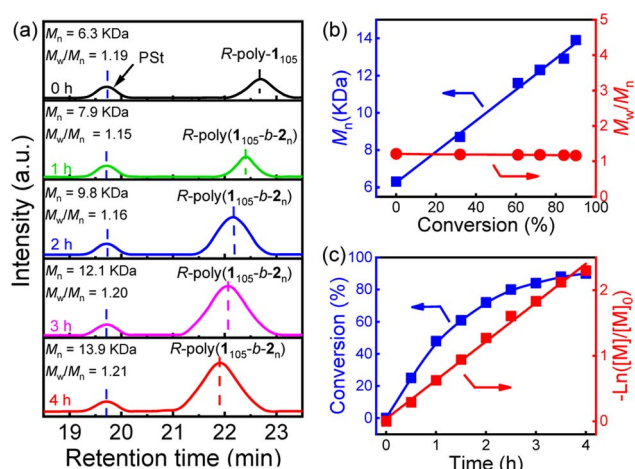 (a)
Mn = 6.3 KDa
Mw/Mn = 1.19
PSt
R-poly-1105
0 h
Mn = 7.9 KDa
Mw/Mn = 1.15
R-poly(1105-b-2n)
1 h
Mn = 9.8 KDa
Mw/Mn = 1.16
R-poly(1105-b-2n)
2 h
Mn = 12.1 KDa
Mw/Mn = 1.20
R-poly(1105-b-2n)
3 h
Mn = 13.9 KDa
Mw/Mn = 1.21
R-poly(1105-b-2n)
4 h
Intensity (a.u.)
19 20 21 22 23
Retention time (min)
(b)
14
12
10
8
6
Mn(KDa)
5
4
3
2
1
0
Mw/Mn
0 20 40 60 80 100
Conversion (%)
(c)
100
80
60
40
20
0
Conversion (%)
2
1
0
-Ln([M]/[M]0)
0 1 2 3 4
Time (h)